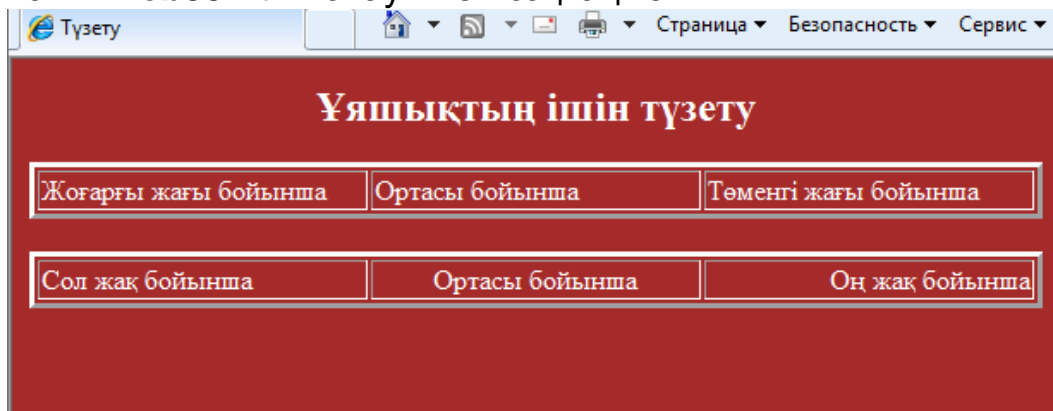 Түзету
Страница Безопасность Сервис
Ұяшықтың ішін түзету
Жоғарғы жағы бойынша Ортасы бойынша Төменгі жағы бойынша
Сол жақ бойынша Ортасы бойынша Оң жақ бойынша